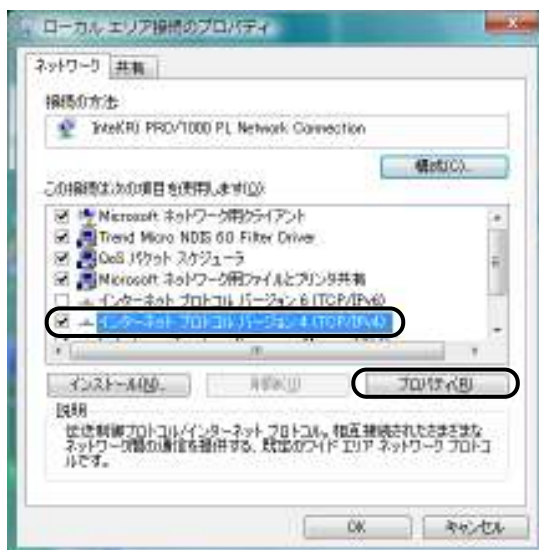 ローカル エリア接続のプロパティ
ネットワーク 共有
接続の方法:
Intel(R) PRO/1000 PL Network Connection
構成(C)...
この接続は次の項目を使用します(O):
Microsoft ネットワーク用クライアント
Trend Micro NDIS 6.0 Filter Driver
QoS パケット スケジューラ
Microsoft ネットワーク用ファイルとプリンタ共有
インターネット プロトコル バージョン 6 (TCP/IPv6)
インターネット プロトコル バージョン 4 (TCP/IPv4)
インストール(N)... 削除(U) プロパティ(R)
説明
伝送制御プロトコル/インターネット プロトコル。相互接続されたさまざまな
ネットワーク間の通信を提供する、既定のワイド エリア ネットワーク プロトコ
ルです。
OK キャンセル